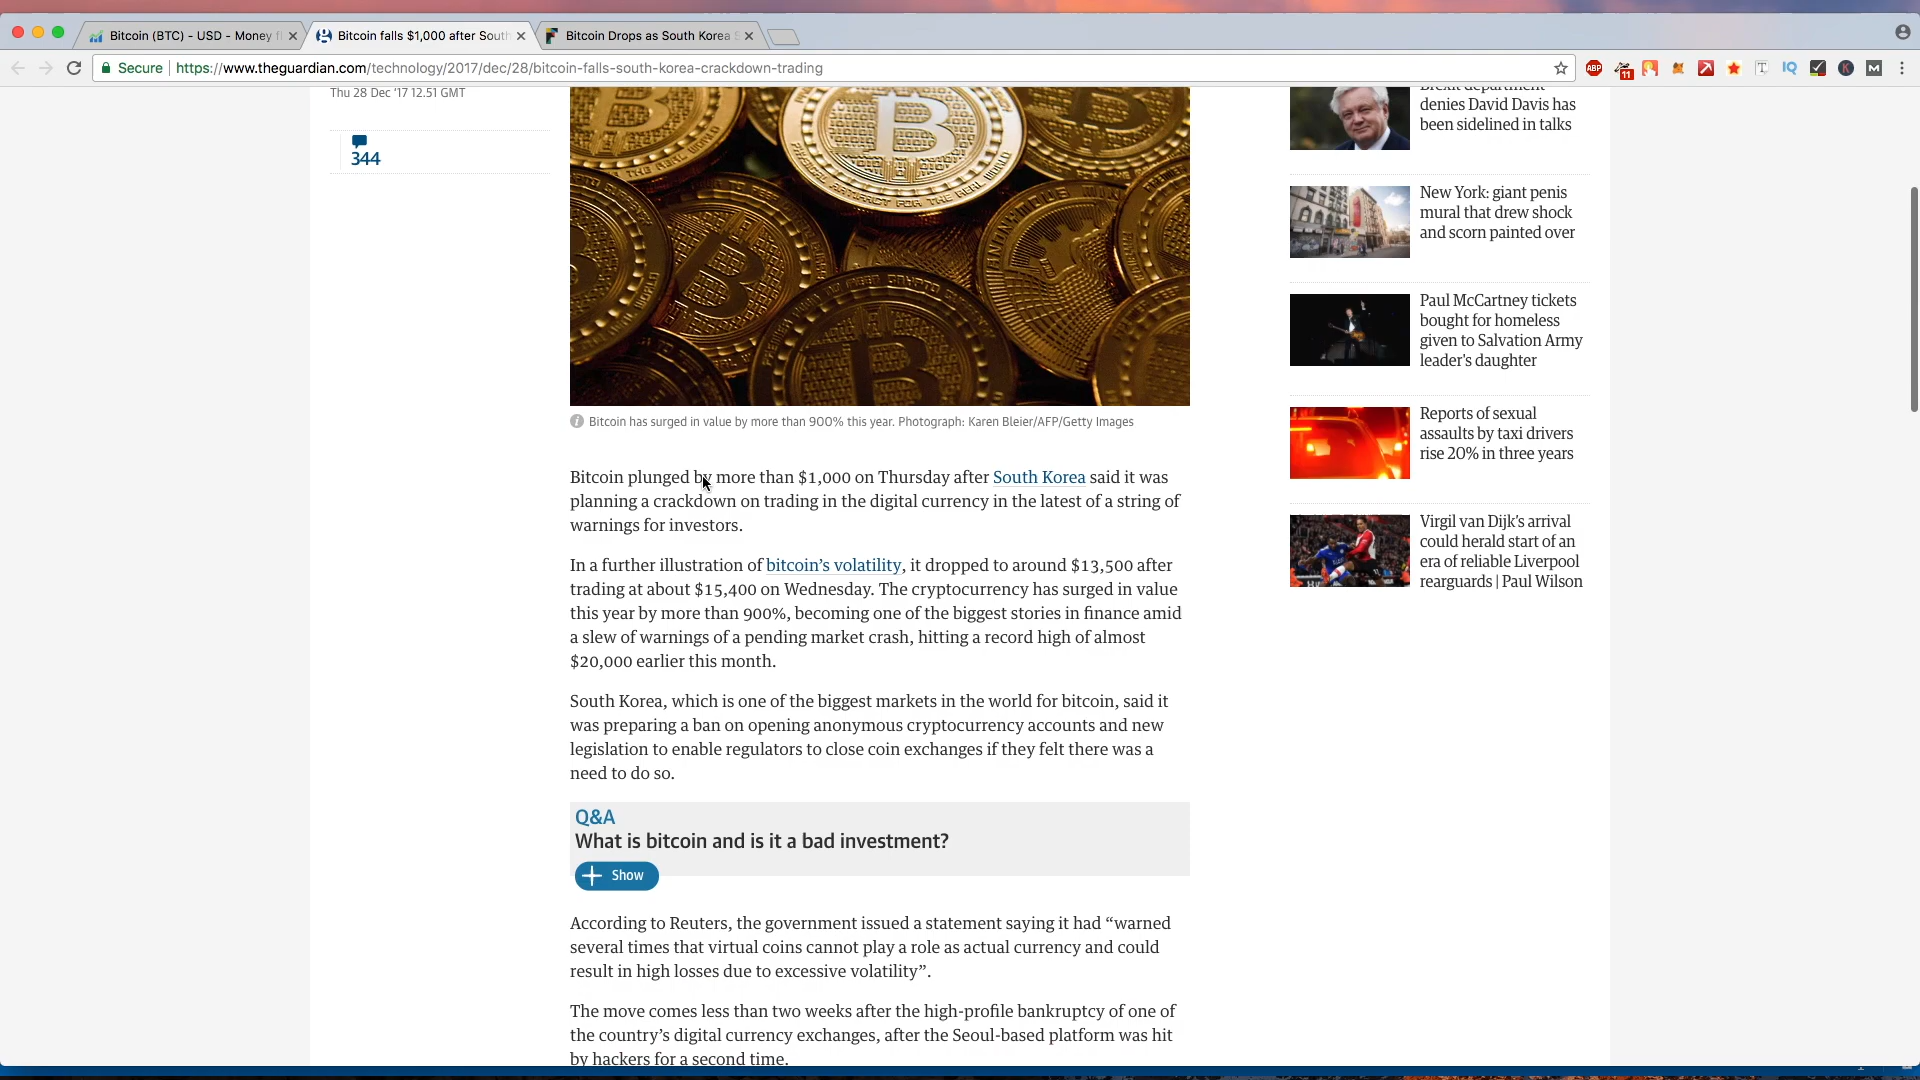 Bitcoin (BTC) - USD - Money f
Bitcoin falls $1,000 after South
Bitcoin Drops as South Korea S
Secure
https://www.theguardian.com/technology/2017/dec/28/bitcoin-falls-south-korea-crackdown-trading
ABP
11
T
IQ
K
M
Thu 28 Dec '17 12.51 GMT
344
Bitcoin has surged in value by more than 900% this year. Photograph: Karen Bleier/AFP/Getty Images
Bitcoin plunged by more than $1,000 on Thursday after South Korea said it was
planning a crackdown on trading in the digital currency in the latest of a string of
warnings for investors.
In a further illustration of bitcoin's volatility, it dropped to around $13,500 after
trading at about $15,400 on Wednesday. The cryptocurrency has surged in value
this year by more than 900%, becoming one of the biggest stories in finance amid
a slew of warnings of a pending market crash, hitting a record high of almost
$20,000 earlier this month.
South Korea, which is one of the biggest markets in the world for bitcoin, said it
was preparing a ban on opening anonymous cryptocurrency accounts and new
legislation to enable regulators to close coin exchanges if they felt there was a
need to do so.
Q&A
What is bitcoin and is it a bad investment?
Show
According to Reuters, the government issued a statement saying it had “warned
several times that virtual coins cannot play a role as actual currency and could
result in high losses due to excessive volatility”.
The move comes less than two weeks after the high-profile bankruptcy of one of
the country's digital currency exchanges, after the Seoul-based platform was hit
by hackers for a second time.
Brexit department
denies David Davis has
been sidelined in talks
New York: giant penis
mural that drew shock
and scorn painted over
Paul McCartney tickets
bought for homeless
given to Salvation Army
leader's daughter
Reports of sexual
assaults by taxi drivers
rise 20% in three years
Virgil van Dijk's arrival
could herald start of an
era of reliable Liverpool
rearguards | Paul Wilson